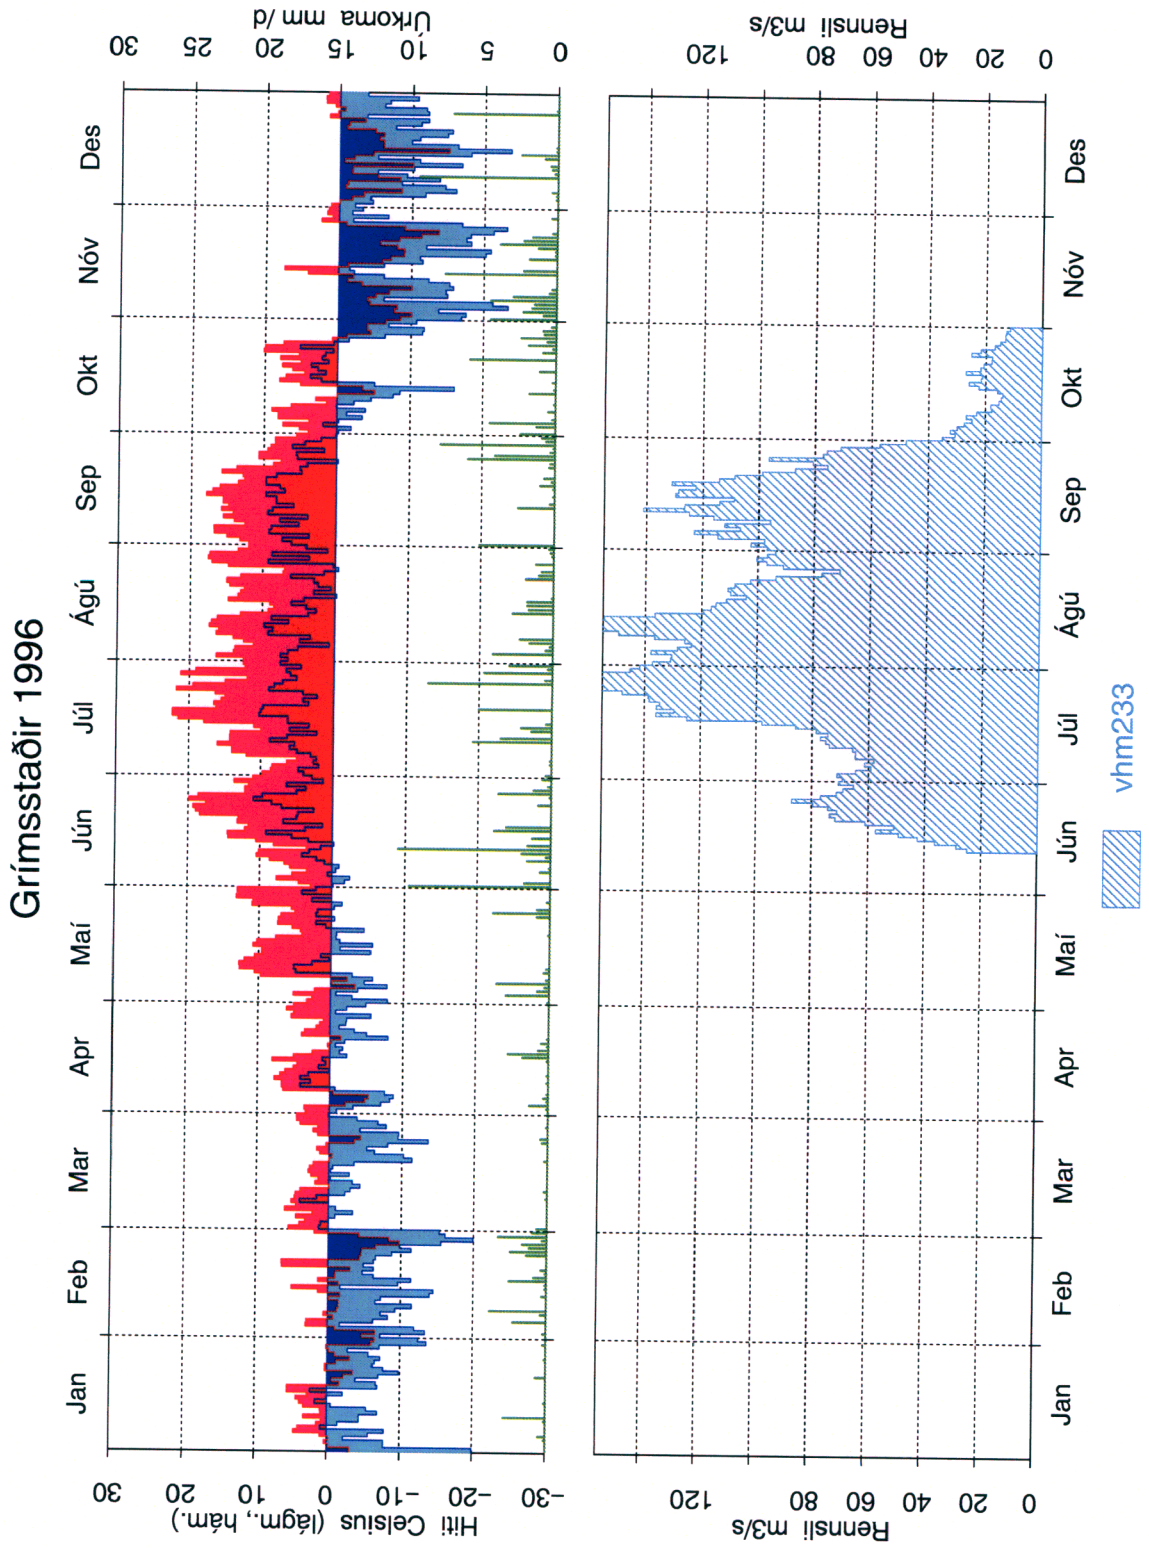 Grímsstaðir 1996
Hiti Celsius (lágm., hám.)
30
20
10
0
−10
−20
−30
Jan
Feb
Mar
Apr
Maí
Jún
Júl
Ágú
Sep
Okt
Nóv
Des
Úrkoma mm/d
30
25
20
15
10
5
0
Rennsli m3/s
120
80
60
40
20
0
Jan
Feb
Mar
Apr
Maí
Jún
Júl
Ágú
Sep
Okt
Nóv
Des
Rennsli m3/s
120
80
60
40
20
0
vhm233